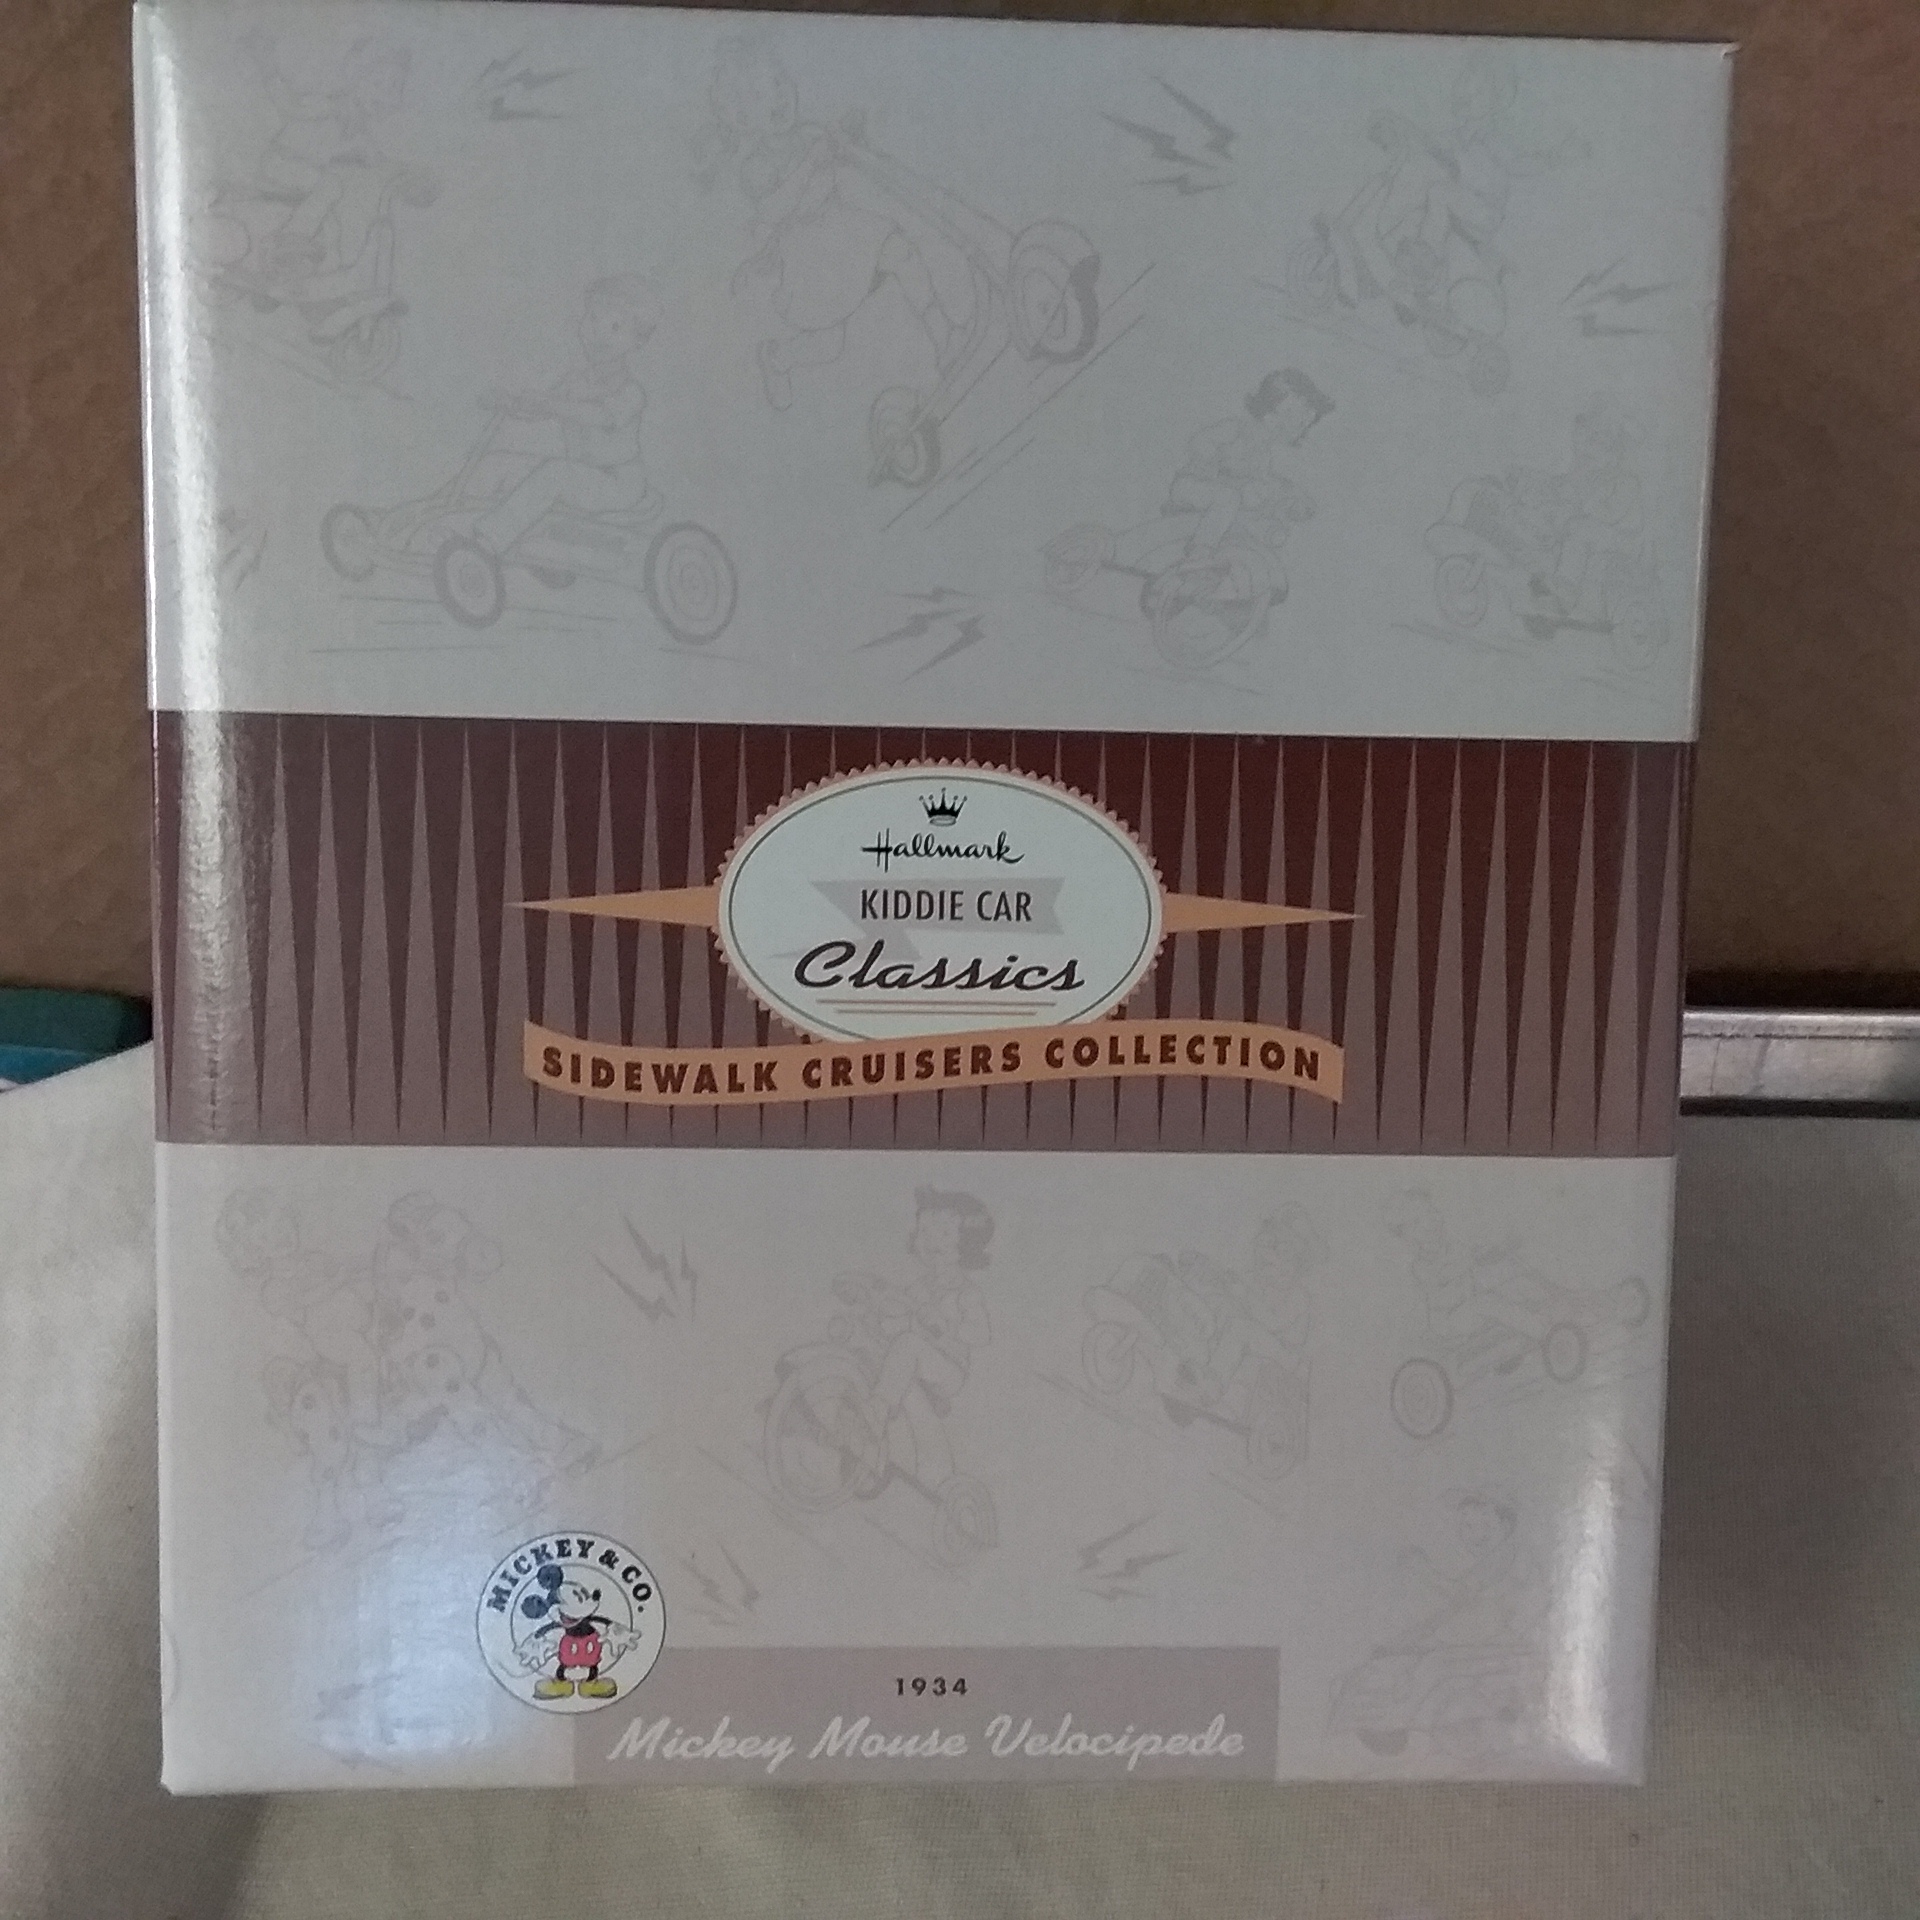 Hallmark
KIDDIE CAR
Classics
SIDEWALK CRUISERS COLLECTION
MICKEY & CO.
1934
Mickey Mouse Velocipede